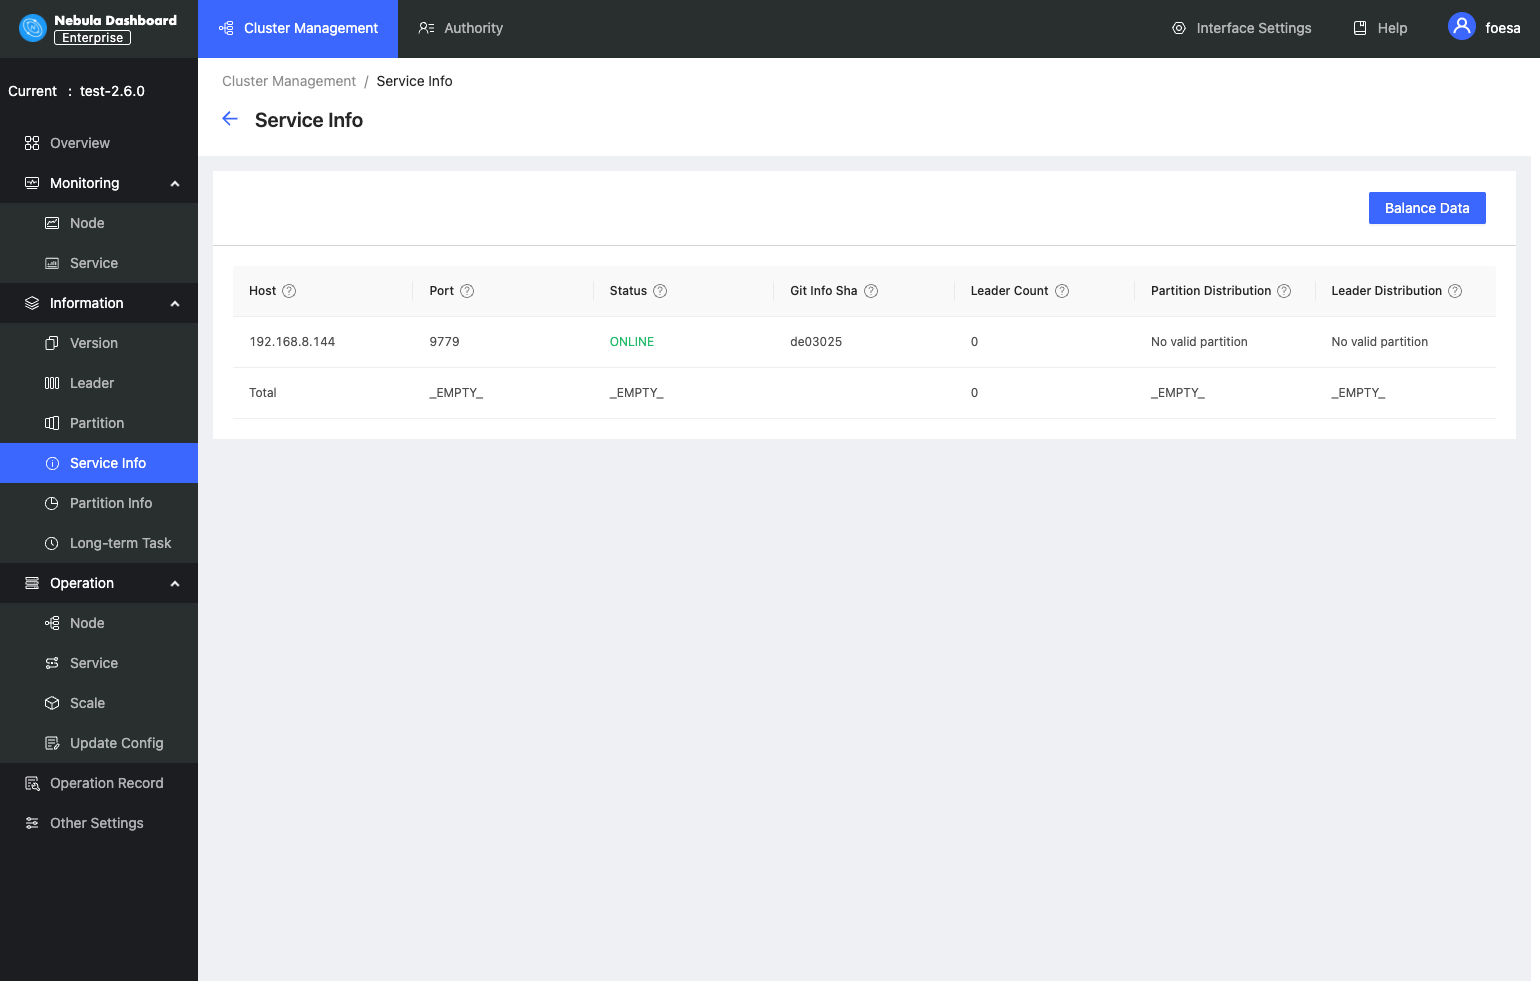 Nebula Dashboard
Enterprise
Cluster Management
Authority
Interface Settings
Help
foesa
Current : test-2.6.0
Overview
Monitoring
Node
Service
Information
Version
Leader
Partition
Service Info
Partition Info
Long-term Task
Operation
Node
Service
Scale
Update Config
Operation Record
Other Settings
Cluster Management / Service Info
Service Info
Balance Data
Host ? Port ? Status ? Git Info Sha ? Leader Count ? Partition Distribution ? Leader Distribution ?
192.168.8.144 9779 ONLINE de03025 0 No valid partition No valid partition
Total _EMPTY_ _EMPTY_ 0 _EMPTY_ _EMPTY_